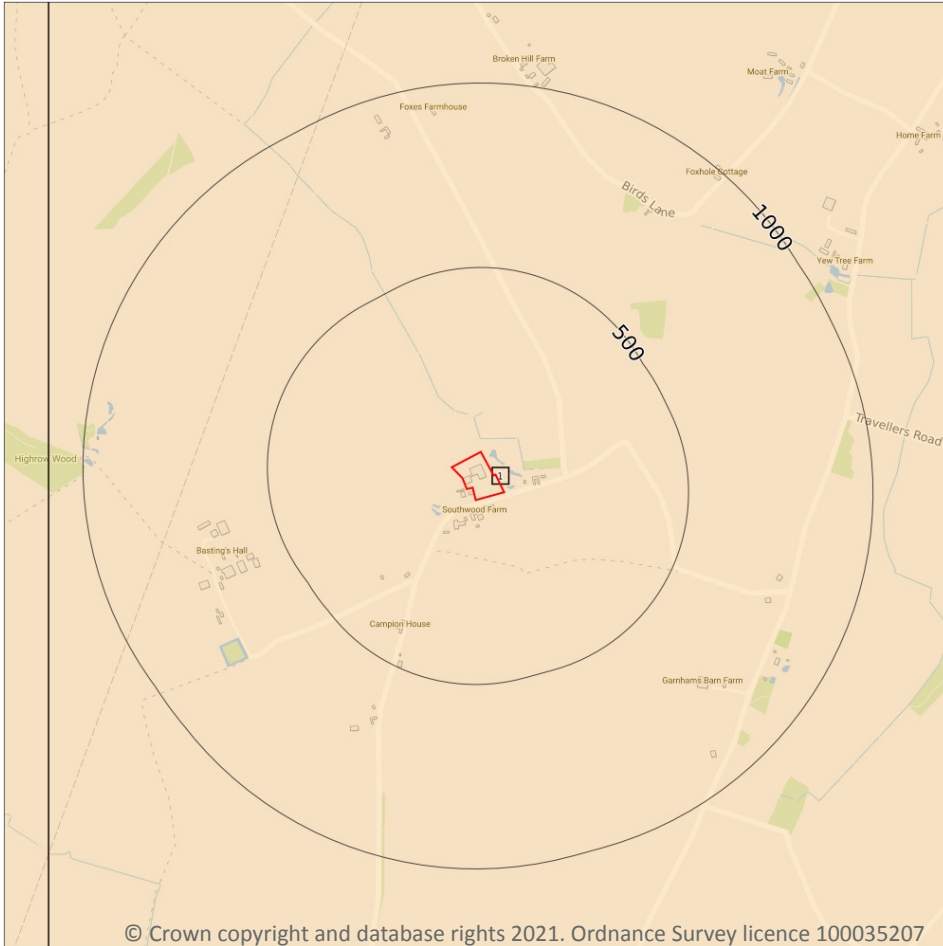 Broken Hill Farm
Moat Farm
Foxes Farmhouse
Home Farm
Foxhole Cottage
Birds Lane
1000
Yew Tree Farm
500
Travellers Road
Highrow Wood
1
Southwood Farm
Basting's Hall
Campion House
Garnhams Barn Farm
© Crown copyright and database rights 2021. Ordnance Survey licence 100035207